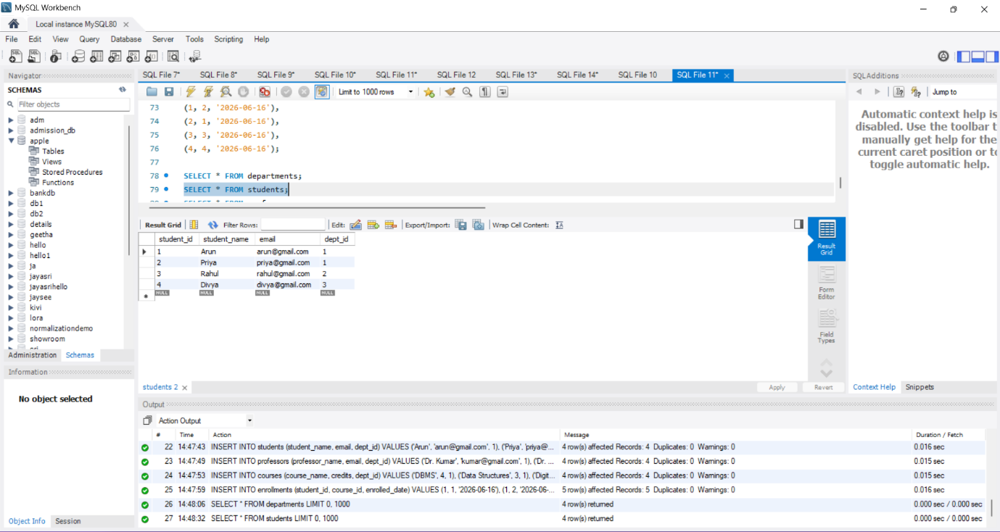 MySQL Workbench
Local instance MySQL80
File Edit View Query Database Server Tools Scripting Help
Navigator
SCHEMAS
Filter objects
adm
admission_db
apple
Tables
Views
Stored Procedures
Functions
bankdb
db1
db2
details
geetha
hello
hello1
ja
jayasri
jayasrihello
jaysee
kivi
lora
normalizationdemo
showroom
Administration Schemas
Information
No object selected
Object Info Session
SQL File 7* SQL File 8* SQL File 9* SQL File 10* SQL File 11* SQL File 12 SQL File 13* SQL File 14* SQL File 10 SQL File 11*
Limit to 1000 rows
73 (1, 2, '2026-06-16'),
74 (2, 1, '2026-06-16'),
75 (3, 3, '2026-06-16'),
76 (4, 4, '2026-06-16');
77
78 SELECT * FROM departments;
79 SELECT * FROM students;
Result Grid Filter Rows: Edit: Export/Import: Wrap Cell Content:
student_id student_name email dept_id
1 Arun arun@gmail.com 1
2 Priya priya@gmail.com 1
3 Rahul rahul@gmail.com 2
4 Divya divya@gmail.com 3
NULL NULL NULL NULL
Result Grid
Form Editor
Field Types
students 2
Apply Revert
SQLAdditions
Jump to
Automatic context help is
disabled. Use the toolbar t
manually get help for the
current caret position or to
toggle automatic help.
Context Help Snippets
Output
Action Output
# Time Action Message Duration / Fetch
22 14:47:43 INSERT INTO students (student_name, email, dept_id) VALUES ('Arun', 'arun@gmail.com', 1), ('Priya', 'priya@... 4 row(s) affected Records: 4 Duplicates: 0 Warnings: 0 0.016 sec
23 14:47:49 INSERT INTO professors (professor_name, email, dept_id) VALUES ('Dr. Kumar', 'kumar@gmail.com', 1), ('Dr. ... 4 row(s) affected Records: 4 Duplicates: 0 Warnings: 0 0.015 sec
24 14:47:53 INSERT INTO courses (course_name, credits, dept_id) VALUES ('DBMS', 4, 1), ('Data Structures', 3, 1), ('Digit... 4 row(s) affected Records: 4 Duplicates: 0 Warnings: 0 0.015 sec
25 14:47:59 INSERT INTO enrollments (student_id, course_id, enrolled_date) VALUES (1, 1, '2026-06-16'), (1, 2, '2026-06-... 5 row(s) affected Records: 5 Duplicates: 0 Warnings: 0 0.016 sec
26 14:48:06 SELECT * FROM departments LIMIT 0, 1000 4 row(s) returned 0.000 sec / 0.000 sec
27 14:48:32 SELECT * FROM students LIMIT 0, 1000 4 row(s) returned 0.000 sec / 0.000 sec